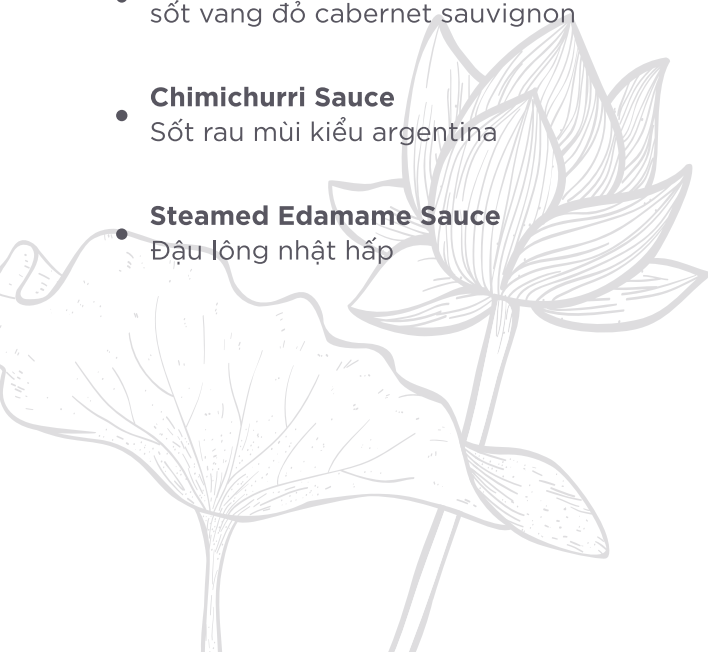 sốt vang đỏ cabernet sauvignon
Chimichurri Sauce
Sốt rau mùi kiểu argentina
Steamed Edamame Sauce
Đậu lông nhật hấp